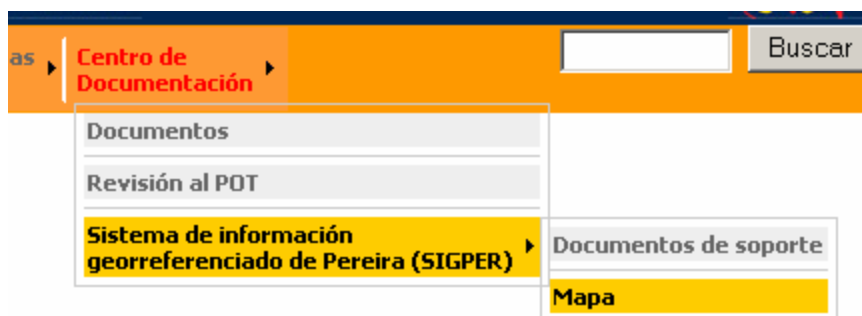 as
Centro de
Documentación
Buscar
Documentos
Revisión al POT
Sistema de información
georreferenciado de Pereira (SIGPER)
Documentos de soporte
Mapa